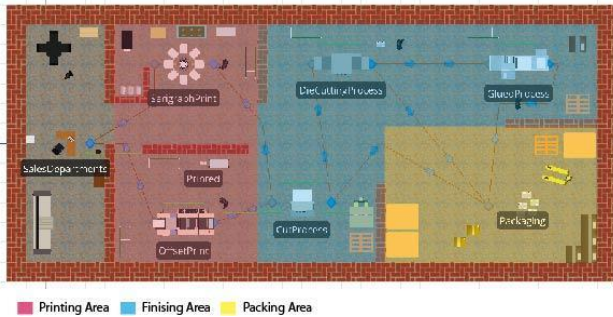 SerigraphPrint
DieCuttingProcess
GluedProcess
SalesDepartments
Printed
OffsetPrint
CutProcess
Packaging
Printing Area
Finising Area
Packing Area